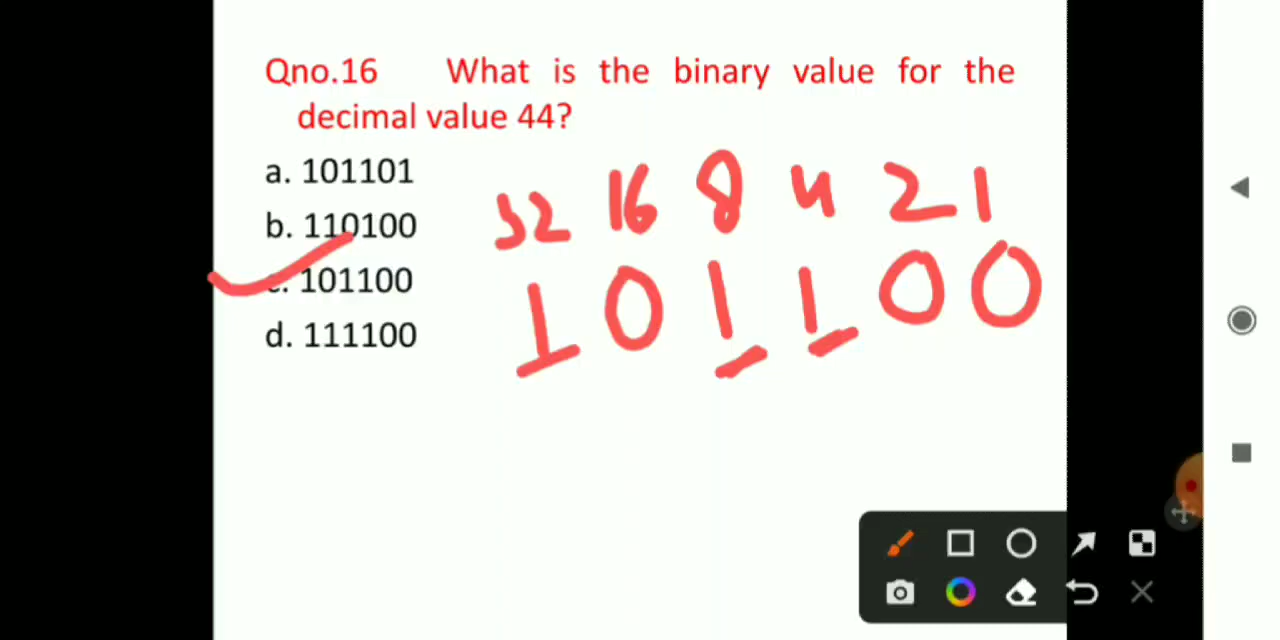 Qno.16 What is the binary value for the
decimal value 44?
a. 101101
b. 110100
c. 101100
d. 111100
32 16 8 4 2 1
1 0 1 1 0 0